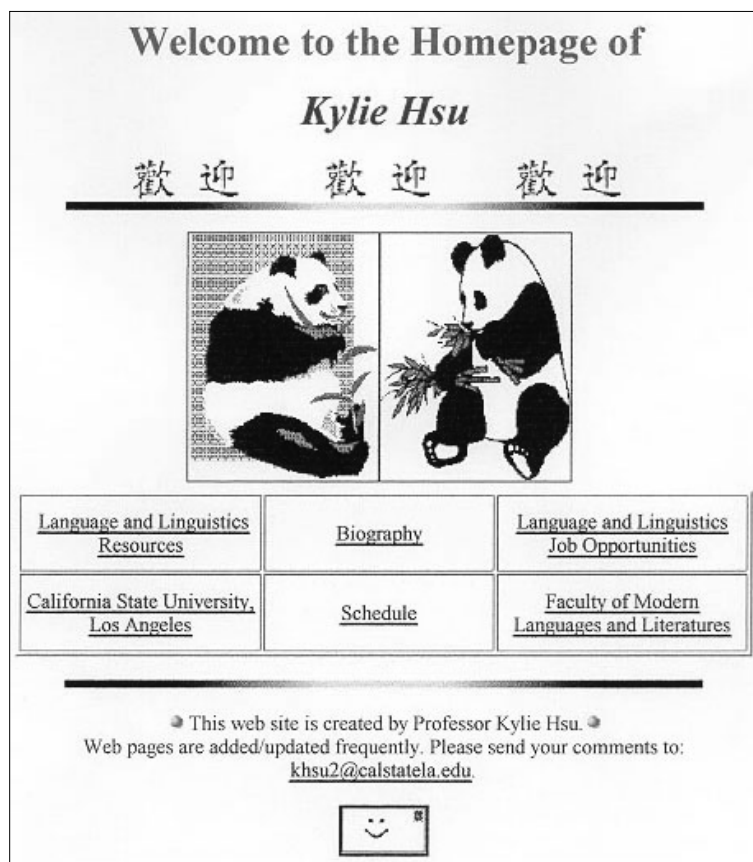 Welcome to the Homepage of
Kylie Hsu
歡 迎 歡 迎 歡 迎
Language and Linguistics
Resources
Biography
Language and Linguistics
Job Opportunities
California State University,
Los Angeles
Schedule
Faculty of Modern
Languages and Literatures
This web site is created by Professor Kylie Hsu.
Web pages are added/updated frequently. Please send your comments to:
khsu2@calstatela.edu.